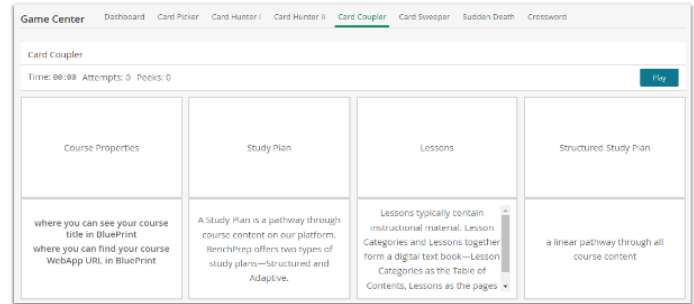 Game Center Dashboard Card Picker Card Hunter I Card Hunter II Card Coupler Card Sweeper Sudden Death Crossword
Card Coupler
Time: 00:00 Attempts: 0 Peeks: 0
Play
Course Properties
Study Plan
Lessons
Structured Study Plan
where you can see your course
title in BluePrint
where you can find your course
WebApp URL in BluePrint
A Study Plan is a pathway through
course content on our platform.
BenchPrep offers two types of
study plans—Structured and
Adaptive.
Lessons typically contain
instructional material. Lesson
Categories and Lessons together
form a digital text book—Lesson
Categories as the Table of
Contents, Lessons as the pages
a linear pathway through all
course content